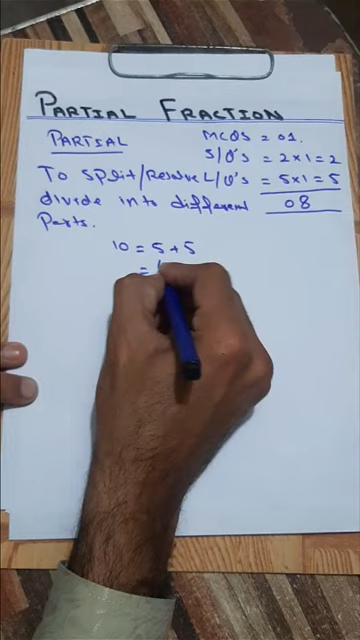 PARTIAL FRACTION
PARTIAL
MCQS = 01.
S/Q's = 2×1=2
To split/Resolve L/Q's = 5×1=5
divide into different 08
Parts.
10 = 5+5
=